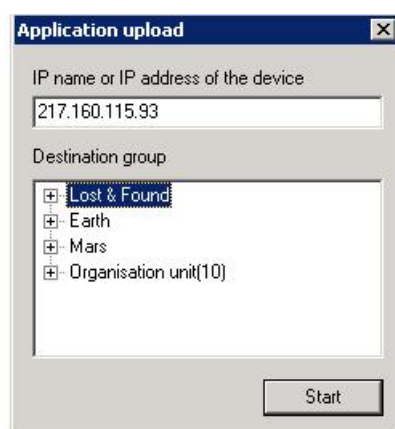 Application upload
IP name or IP address of the device
217.160.115.93
Destination group
Lost & Found
Earth
Mars
Organisation unit(10)
Start